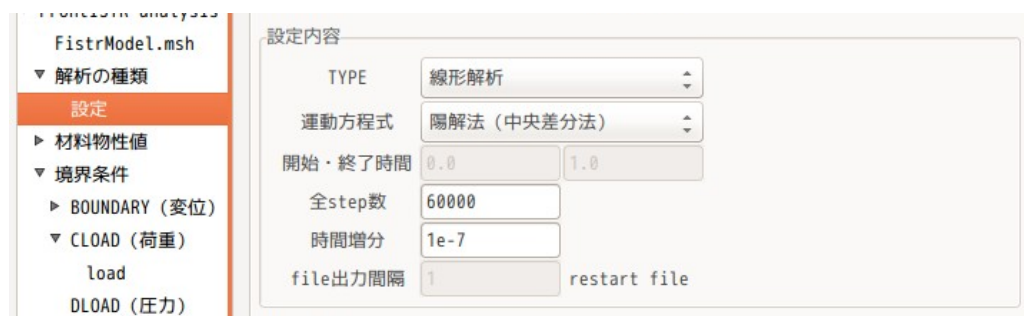 FistrModel.msh
▼ 解析の種類
設定
▶ 材料物性値
▼ 境界条件
▶ BOUNDARY (変位)
▼ CLOAD (荷重)
load
DLOAD (圧力)
設定内容
TYPE 線形解析
運動方程式 陽解法 (中央差分法)
開始・終了時間 0.0 1.0
全step数 60000
時間増分 1e-7
file出力間隔 1 restart file